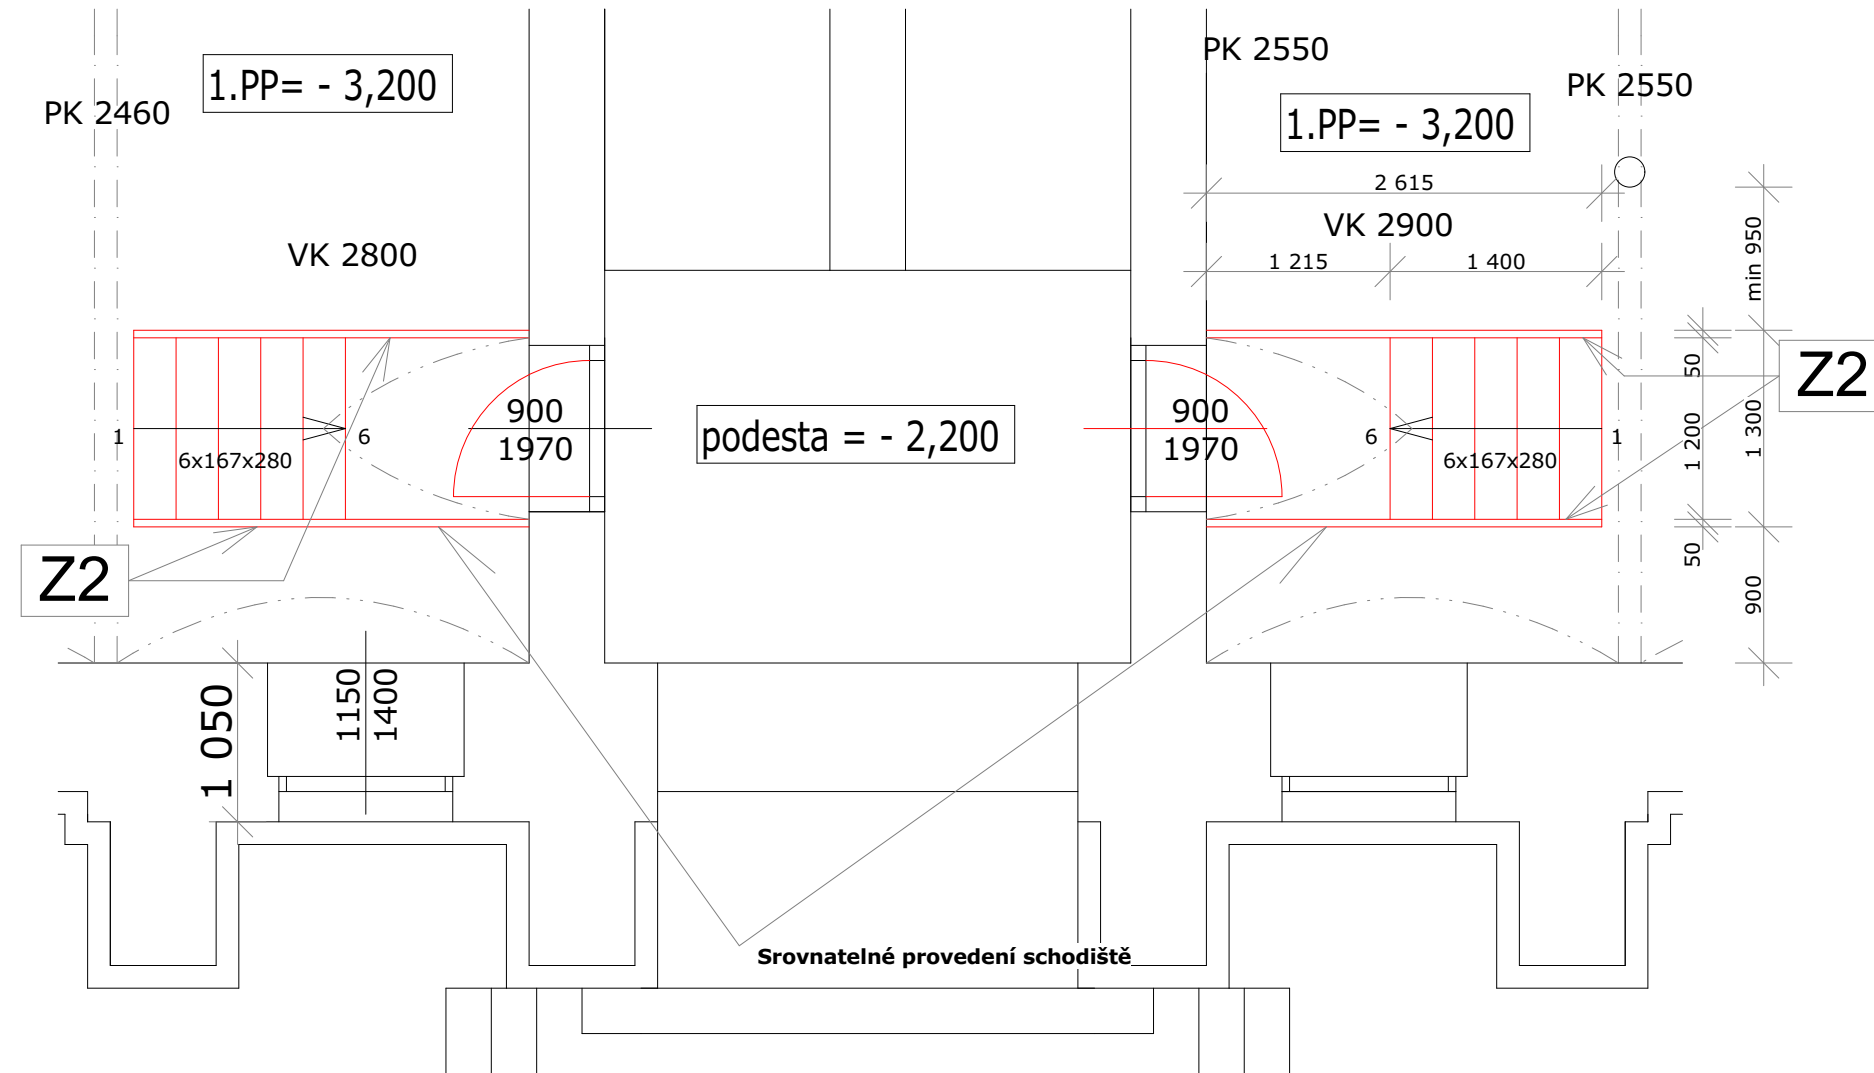 PK 2460
1.PP= - 3,200
VK 2800
PK 2550
PK 2550
1.PP= - 3,200
2 615
VK 2900
1 215
1 400
min 950
50
1 200
1 300
50
900
Z2
1
6
6x167x280
900
1970
podesta = - 2,200
900
1970
6
1
6x167x280
Z2
1 050
1150
1400
Srovnatelné provedení schodiště